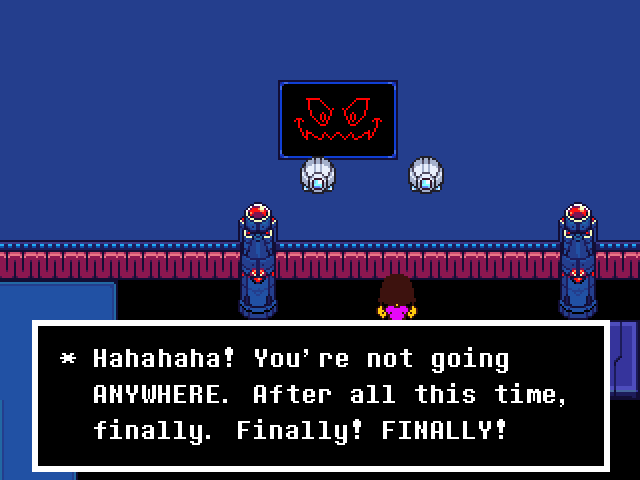 * Hahahaha! You're not going
ANYWHERE. After all this time,
finally. Finally! FINALLY!